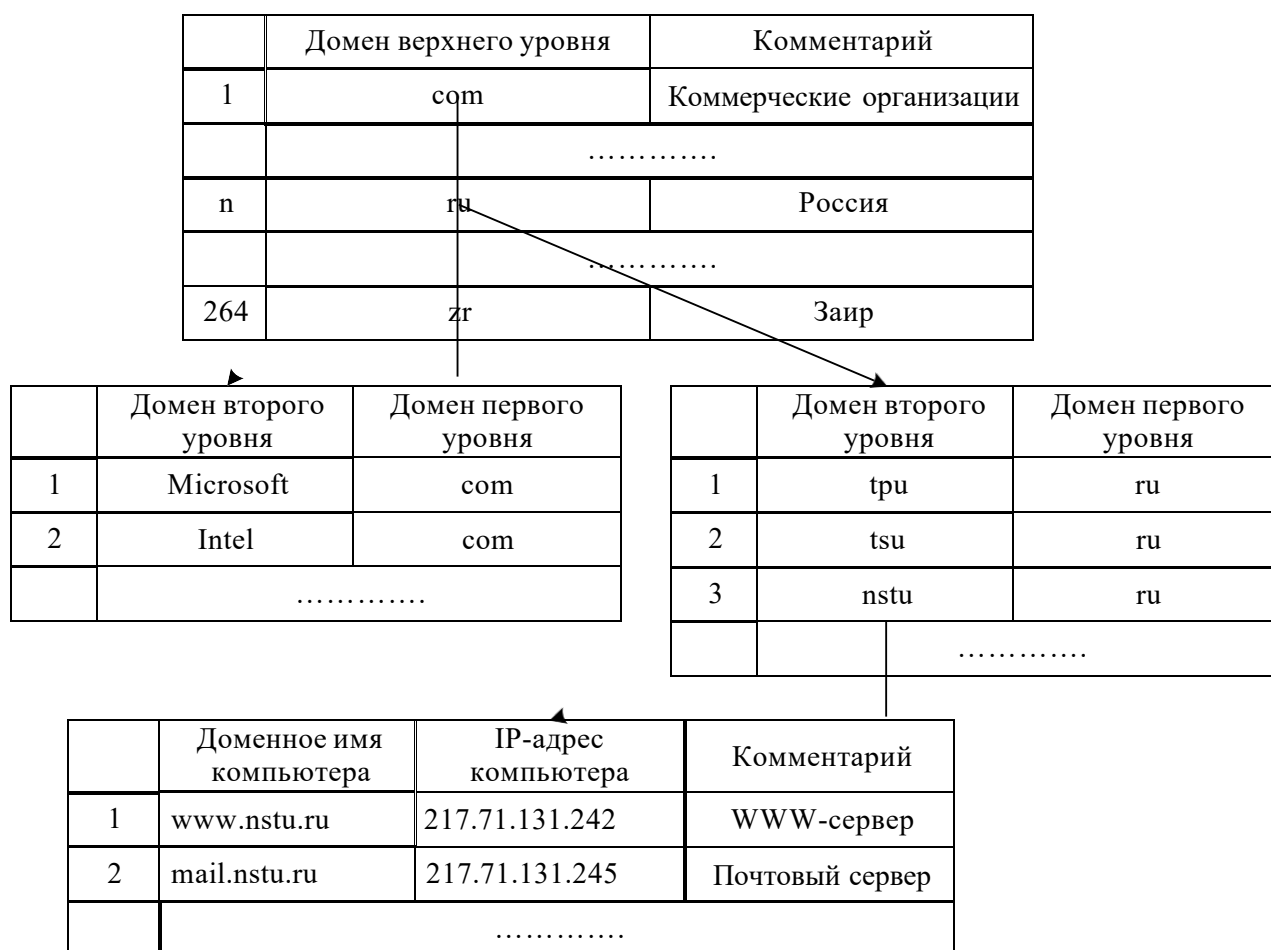 Домен верхнего уровня Комментарий
1 com Коммерческие организации
………….
n ru Россия
………….
264 zr Заир
Домен второго уровня Домен первого уровня
1 Microsoft com
2 Intel com
………….
Домен второго уровня Домен первого уровня
1 tpu ru
2 tsu ru
3 nstu ru
………….
Доменное имя компьютера IP-адрес компьютера Комментарий
1 www.nstu.ru 217.71.131.242 WWW-сервер
2 mail.nstu.ru 217.71.131.245 Почтовый сервер
………….